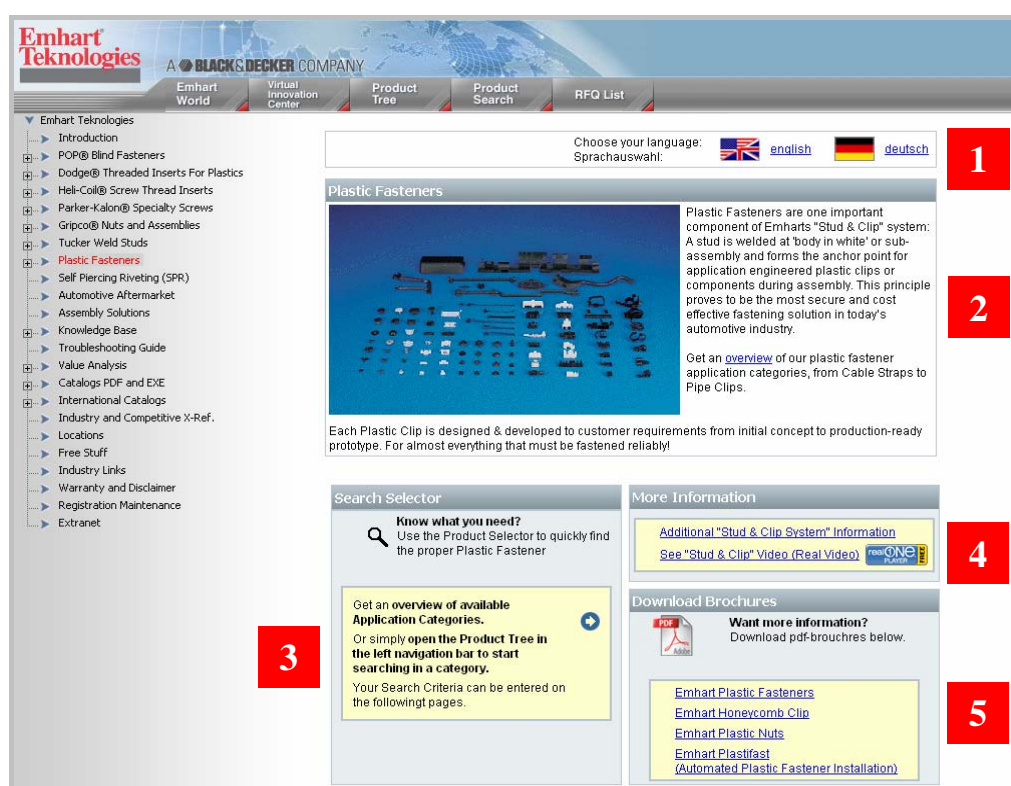 Emhart
Teknologies
A BLACK & DECKER COMPANY
Emhart World
Virtual Innovation Center
Product Tree
Product Search
RFQ List
Emhart Teknologies
Introduction
POP® Blind Fasteners
Dodge® Threaded Inserts For Plastics
Heli-Coil® Screw Thread Inserts
Parker-Kalon® Specialty Screws
Gripco® Nuts and Assemblies
Tucker Weld Studs
Plastic Fasteners
Self Piercing Riveting (SPR)
Automotive Aftermarket
Assembly Solutions
Knowledge Base
Troubleshooting Guide
Value Analysis
Catalogs PDF and EXE
International Catalogs
Industry and Competitive X-Ref.
Locations
Free Stuff
Industry Links
Warranty and Disclaimer
Registration Maintenance
Extranet
Choose your language:
Sprachauswahl:
english
deutsch
1
Plastic Fasteners
Plastic Fasteners are one important
component of Emharts "Stud & Clip" system:
A stud is welded at 'body in white' or sub-
assembly and forms the anchor point for
application engineered plastic clips or
components during assembly. This principle
proves to be the most secure and cost
effective fastening solution in today's
automotive industry.
Get an overview of our plastic fastener
application categories, from Cable Straps to
Pipe Clips.
2
Each Plastic Clip is designed & developed to customer requirements from initial concept to production-ready
prototype. For almost everything that must be fastened reliably!
Search Selector
Know what you need?
Use the Product Selector to quickly find
the proper Plastic Fastener
Get an overview of available
Application Categories.
Or simply open the Product Tree in
the left navigation bar to start
searching in a category.
Your Search Criteria can be entered on
the followingt pages.
3
More Information
Additional "Stud & Clip System" Information
See "Stud & Clip" Video (Real Video)
real ONE
PLAYER
FREE
4
Download Brochures
PDF
Adobe
Want more information?
Download pdf-brouchres below.
Emhart Plastic Fasteners
Emhart Honeycomb Clip
Emhart Plastic Nuts
Emhart Plastifast
(Automated Plastic Fastener Installation)
5